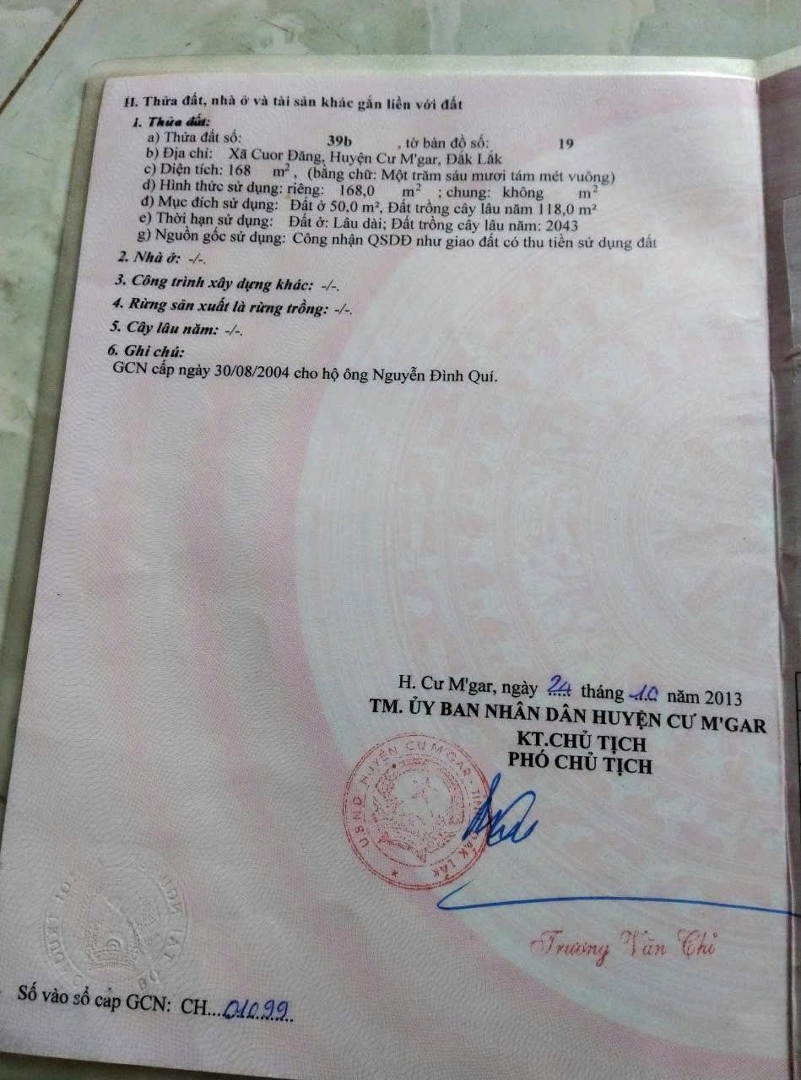 II. Thửa đất, nhà ở và tài sản khác gắn liền với đất
1. Thửa đất:
a) Thửa đất số: 39b , tờ bản đồ số: 19
b) Địa chỉ: Xã Cuor Đăng, Huyện Cư M'gar, Đắk Lắk
c) Diện tích: 168 m², (bằng chữ: Một trăm sáu mươi tám mét vuông)
d) Hình thức sử dụng: riêng: 168,0 m² ; chung: không m²
đ) Mục đích sử dụng: Đất ở 50,0 m², Đất trồng cây lâu năm 118,0 m²
e) Thời hạn sử dụng: Đất ở: Lâu dài; Đất trồng cây lâu năm: 2043
g) Nguồn gốc sử dụng: Công nhận QSDĐ như giao đất có thu tiền sử dụng đất
2. Nhà ở: -/-.
3. Công trình xây dựng khác: -/-.
4. Rừng sản xuất là rừng trồng: -/-.
5. Cây lâu năm: -/-.
6. Ghi chú:
GCN cấp ngày 30/08/2004 cho hộ ông Nguyễn Đình Quí.
H. Cư M'gar, ngày 24 tháng 10 năm 2013
TM. ỦY BAN NHÂN DÂN HUYỆN CƯ M'GAR
KT.CHỦ TỊCH
PHÓ CHỦ TỊCH
U.B.N.D HUYỆN CƯ M'GAR - TỈNH ĐẮK LẮK
Trương Văn Chỉ
Số vào sổ cấp GCN: CH....01099..